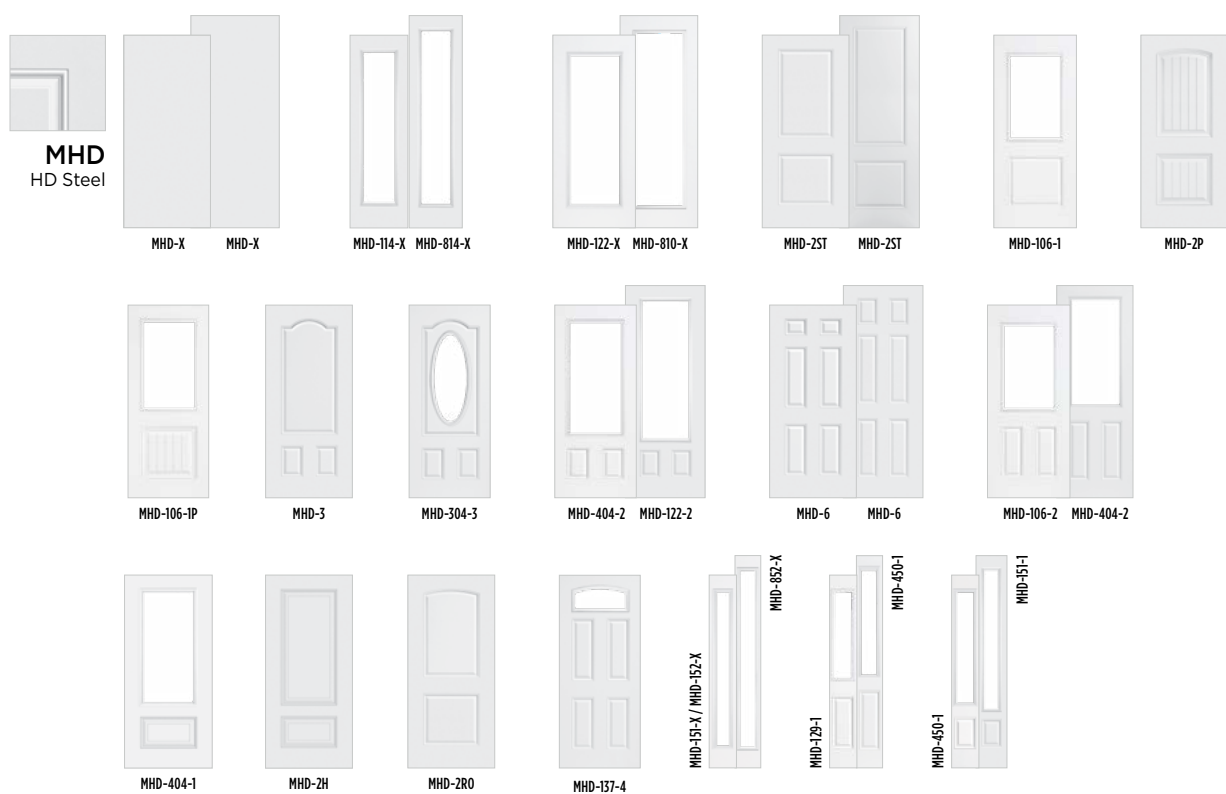 MHD
HD Steel
MHD-X MHD-X
MHD-114-X MHD-814-X
MHD-122-X MHD-810-X
MHD-2ST MHD-2ST
MHD-106-1
MHD-2P
MHD-106-1P
MHD-3
MHD-304-3
MHD-404-2 MHD-122-2
MHD-6 MHD-6
MHD-106-2 MHD-404-2
MHD-404-1
MHD-2H
MHD-2RO
MHD-137-4
MHD-151-X / MHD-152-X
MHD-852-X
MHD-129-1
MHD-450-1
MHD-450-1
MHD-151-1